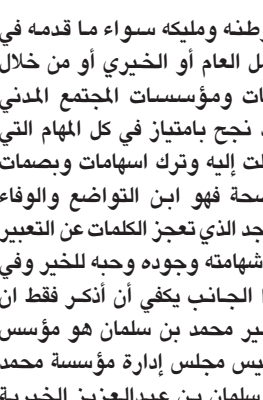 وطنه ومليكه سواء ما قدمه في
مل العام أو الخيري أو من خلال
ات ومؤسسات المجتمع المدني
نجح بامتياز في كل المهام التي
لت إليه وترك اسهامات وبصمات
ضحة فهو ابن التواضع والوفاء
جد الذي تعجز الكلمات عن التعبير
شهامته وجوده وحبه للخير وفي
ا الجانب يكفي أن أذكر فقط ان
ير محمد بن سلمان هو مؤسس
يس مجلس إدارة مؤسسة محمد
سلمان بن عبدالعزيز الخيرية